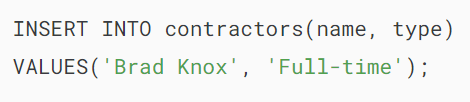 INSERT INTO contractors(name, type)
VALUES('Brad Knox', 'Full-time');